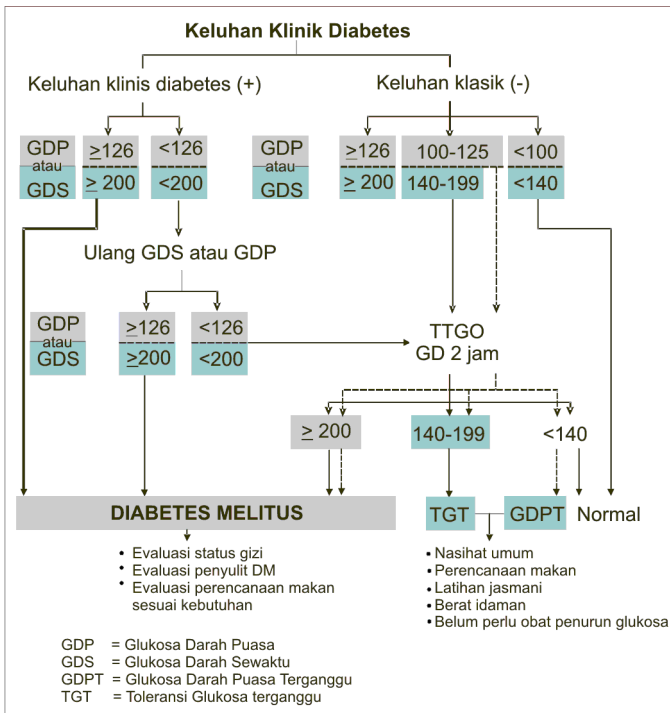 Keluhan Klinik Diabetes
Keluhan klinis diabetes (+)
Keluhan klasik (-)
GDP
atau
GDS
≥126
<126
≥ 200
<200
GDP
atau
GDS
≥126
100-125
<100
≥ 200
140-199
<140
Ulang GDS atau GDP
GDP
atau
GDS
≥126
<126
≥200
<200
TTGO
GD 2 jam
≥ 200
140-199
<140
DIABETES MELITUS
TGT
GDPT
Normal
• Evaluasi status gizi
• Evaluasi penyulit DM
• Evaluasi perencanaan makan
sesuai kebutuhan
• Nasihat umum
• Perencanaan makan
• Latihan jasmani
• Berat idaman
• Belum perlu obat penurun glukosa
GDP = Glukosa Darah Puasa
GDS = Glukosa Darah Sewaktu
GDPT = Glukosa Darah Puasa Terganggu
TGT = Toleransi Glukosa terganggu